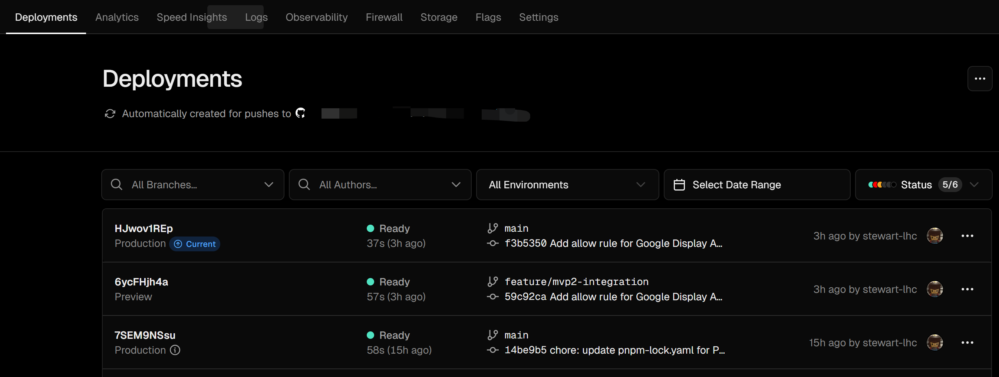 Deployments Analytics Speed Insights Logs Observability Firewall Storage Flags Settings
Deployments
Automatically created for pushes to
All Branches... All Authors... All Environments Select Date Range Status 5/6
HJwov1REp Ready main
Production Current 37s (3h ago) f3b5350 Add allow rule for Google Display A... 3h ago by stewart-lhc
6ycFHjh4a Ready feature/mvp2-integration
Preview 57s (3h ago) 59c92ca Add allow rule for Google Display A... 3h ago by stewart-lhc
7SEM9NSsu Ready main
Production 58s (15h ago) 14be9b5 chore: update pnpm-lock.yaml for P... 15h ago by stewart-lhc